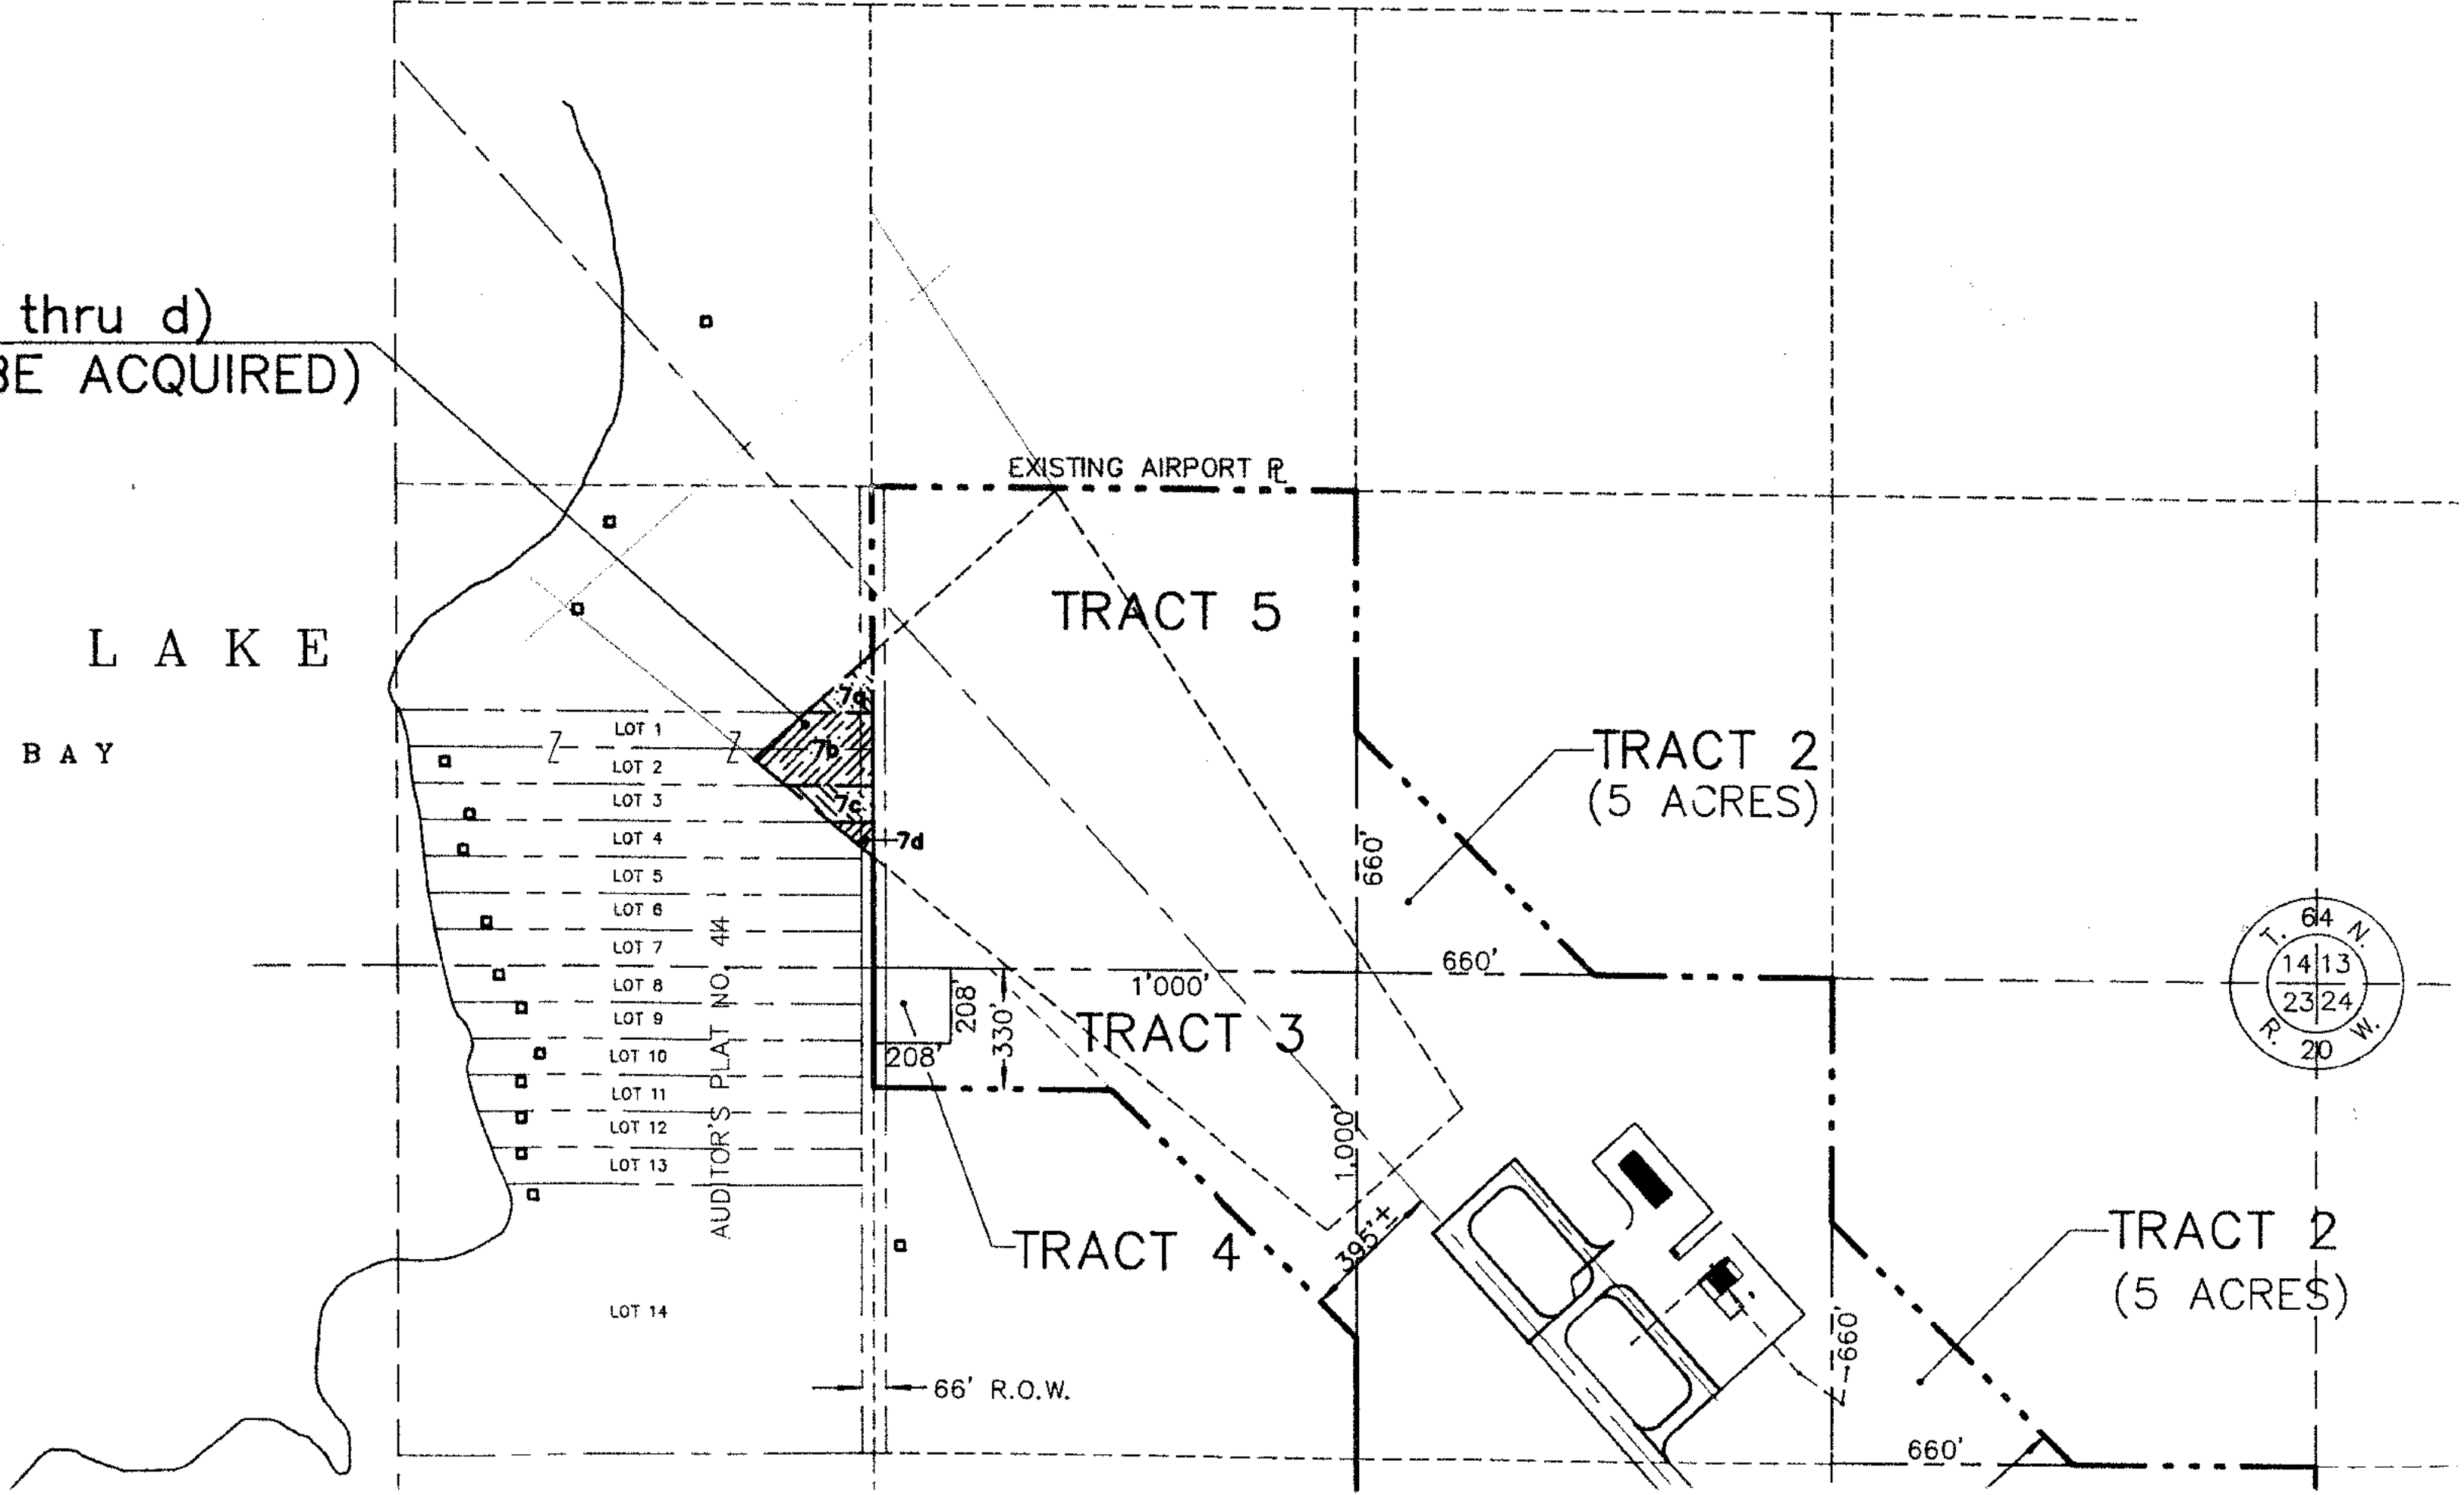 thru d)
BE ACQUIRED)
EXISTING AIRPORT PL
TRACT 5
LAKE
BAY
7a
7b
7c
7d
LOT 1
LOT 2
LOT 3
LOT 4
LOT 5
LOT 6
LOT 7
LOT 8
LOT 9
LOT 10
LOT 11
LOT 12
LOT 13
LOT 14
AUDITOR'S PLAT NO. 414
TRACT 2
(5 ACRES)
660'
660'
1'000'
208'
208'
330'
TRACT 3
1.000'
395'±
TRACT 4
66' R.O.W.
T. 64 N.
14 13
23 24
R. 20 W.
TRACT 2
(5 ACRES)
660'
660'